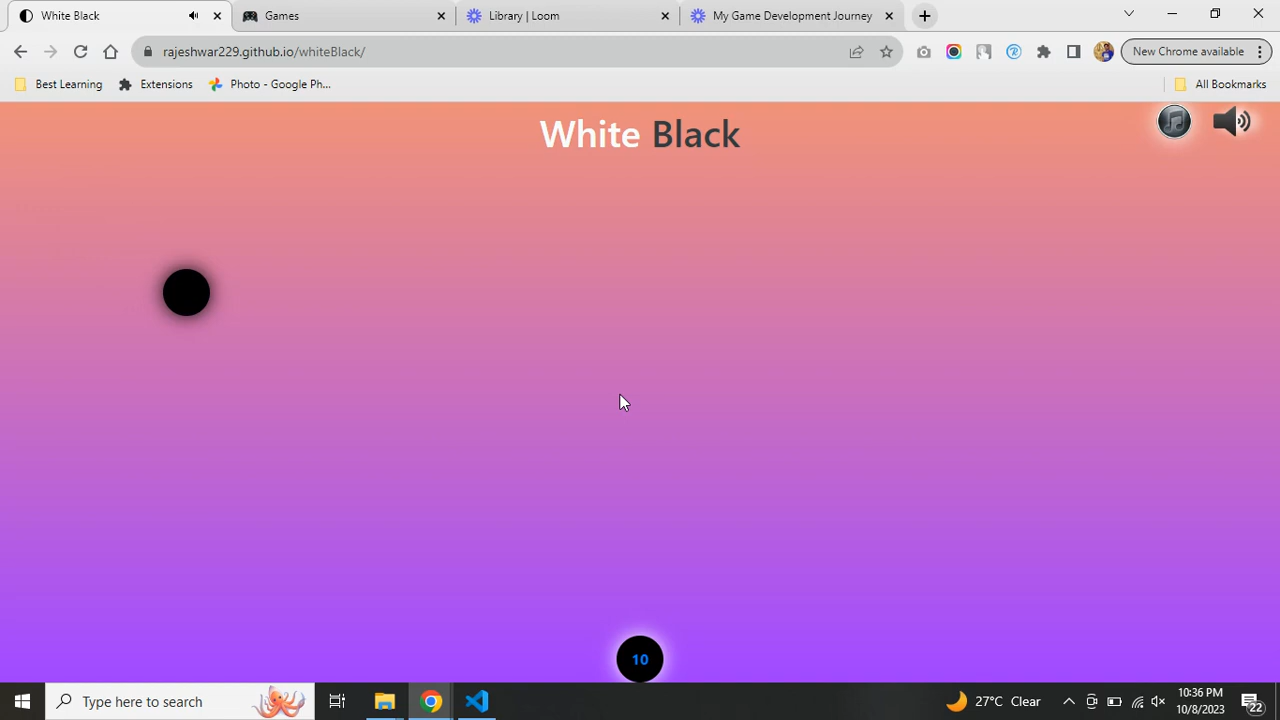 White Black
Games
Library | Loom
My Game Development Journey
rajeshwar229.github.io/whiteBlack/
New Chrome available
Best Learning
Extensions
Photo - Google Ph...
All Bookmarks
White Black
10
Type here to search
27°C Clear
10:36 PM
10/8/2023
22